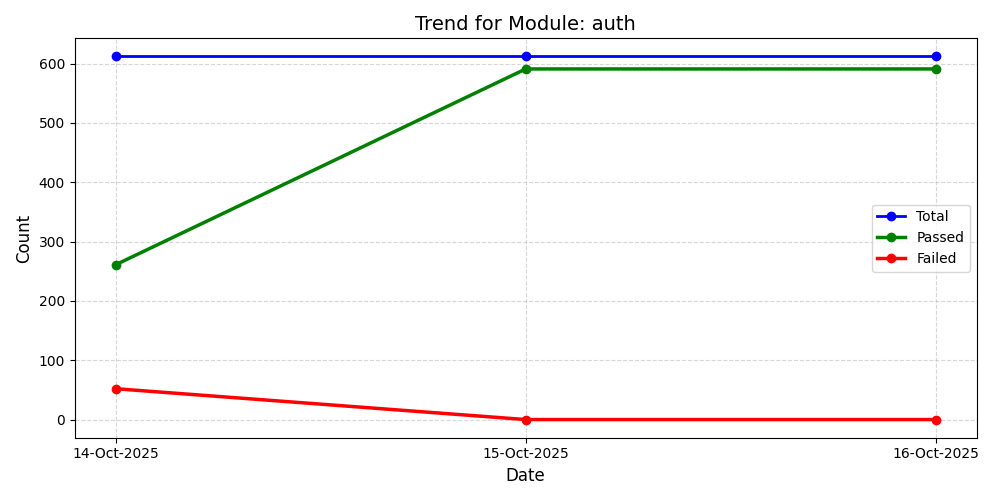 Trend for Module: auth
Count
600
500
400
300
200
100
0
Total
Passed
Failed
14-Oct-2025
15-Oct-2025
16-Oct-2025
Date